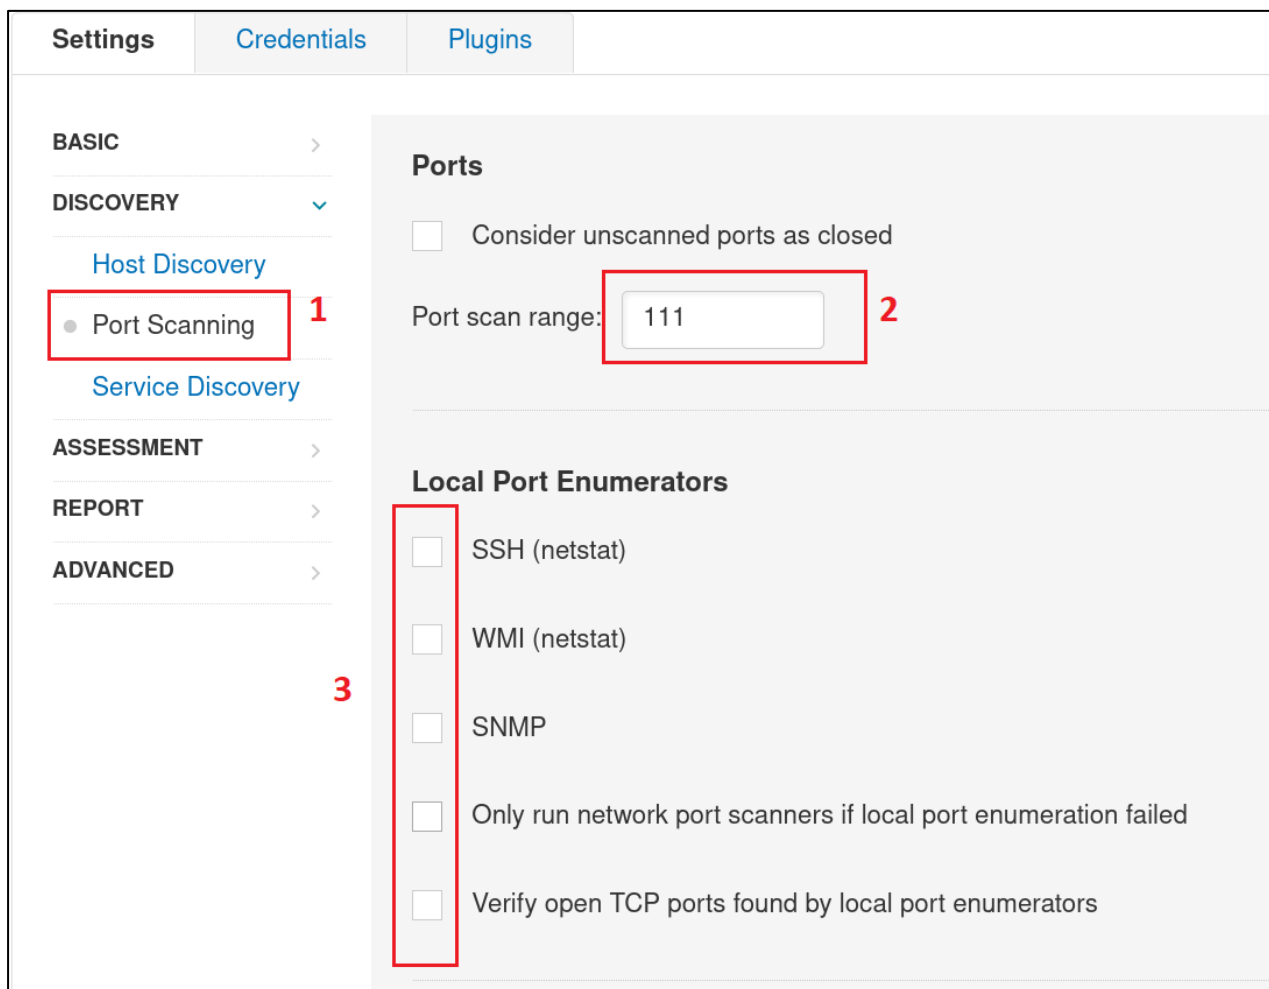 Settings Credentials Plugins
BASIC
DISCOVERY
Host Discovery
1
Port Scanning
Service Discovery
ASSESSMENT
REPORT
ADVANCED
Ports
Consider unscanned ports as closed
Port scan range: 111 2
Local Port Enumerators
SSH (netstat)
WMI (netstat)
3
SNMP
Only run network port scanners if local port enumeration failed
Verify open TCP ports found by local port enumerators